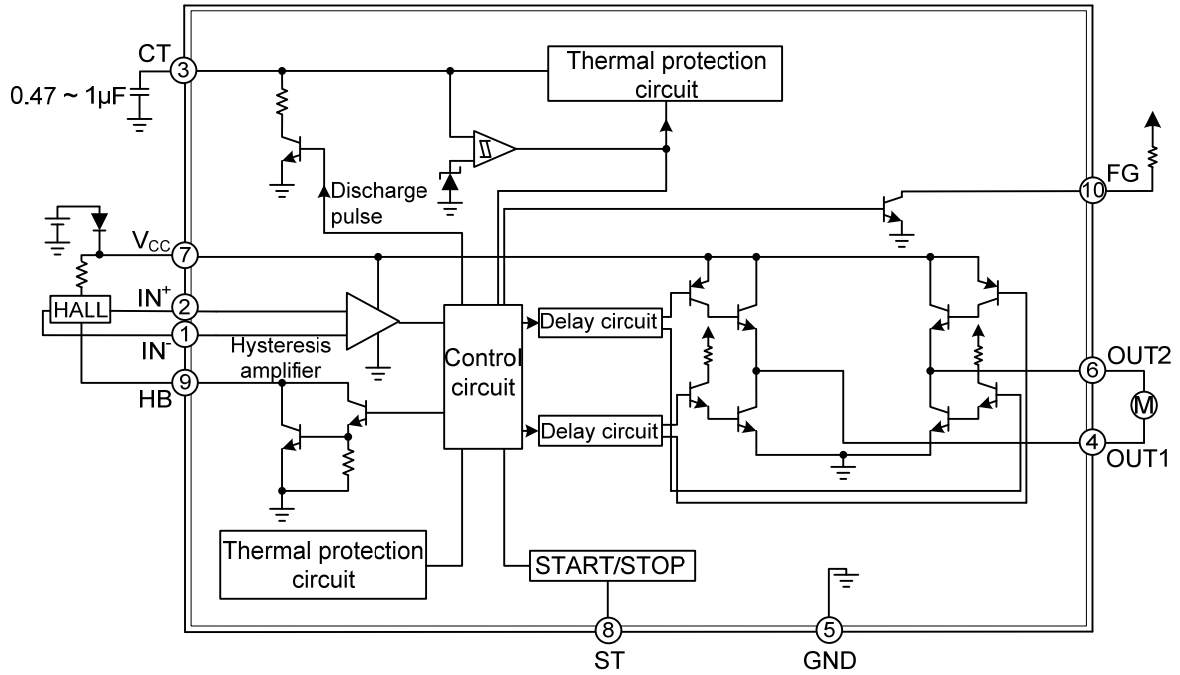 CT
3
0.47 ~ 1µF
Thermal protection
circuit
Discharge
pulse
FG
10
VCC
7
IN+
2
HALL
1
IN-
Hysteresis
amplifier
9
HB
Control
circuit
Delay circuit
Delay circuit
OUT2
6
M
4
OUT1
Thermal protection
circuit
START/STOP
8
ST
5
GND